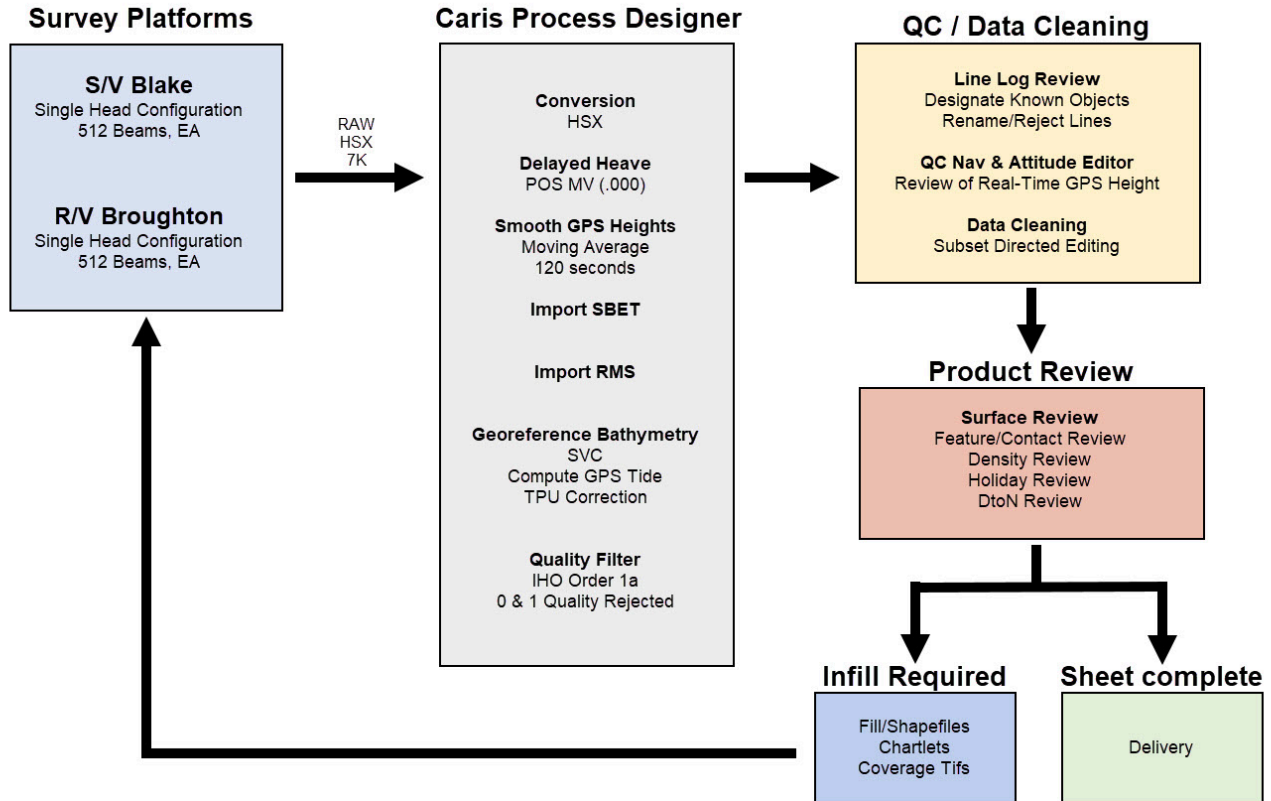 Survey Platforms
S/V Blake
Single Head Configuration
512 Beams, EA
R/V Broughton
Single Head Configuration
512 Beams, EA
RAW
HSX
7K
Caris Process Designer
Conversion
HSX
Delayed Heave
POS MV (.000)
Smooth GPS Heights
Moving Average
120 seconds
Import SBET
Import RMS
Georeference Bathymetry
SVC
Compute GPS Tide
TPU Correction
Quality Filter
IHO Order 1a
0 & 1 Quality Rejected
QC / Data Cleaning
Line Log Review
Designate Known Objects
Rename/Reject Lines
QC Nav & Attitude Editor
Review of Real-Time GPS Height
Data Cleaning
Subset Directed Editing
Product Review
Surface Review
Feature/Contact Review
Density Review
Holiday Review
DtoN Review
Infill Required
Fill/Shapefiles
Chartlets
Coverage Tifs
Sheet complete
Delivery